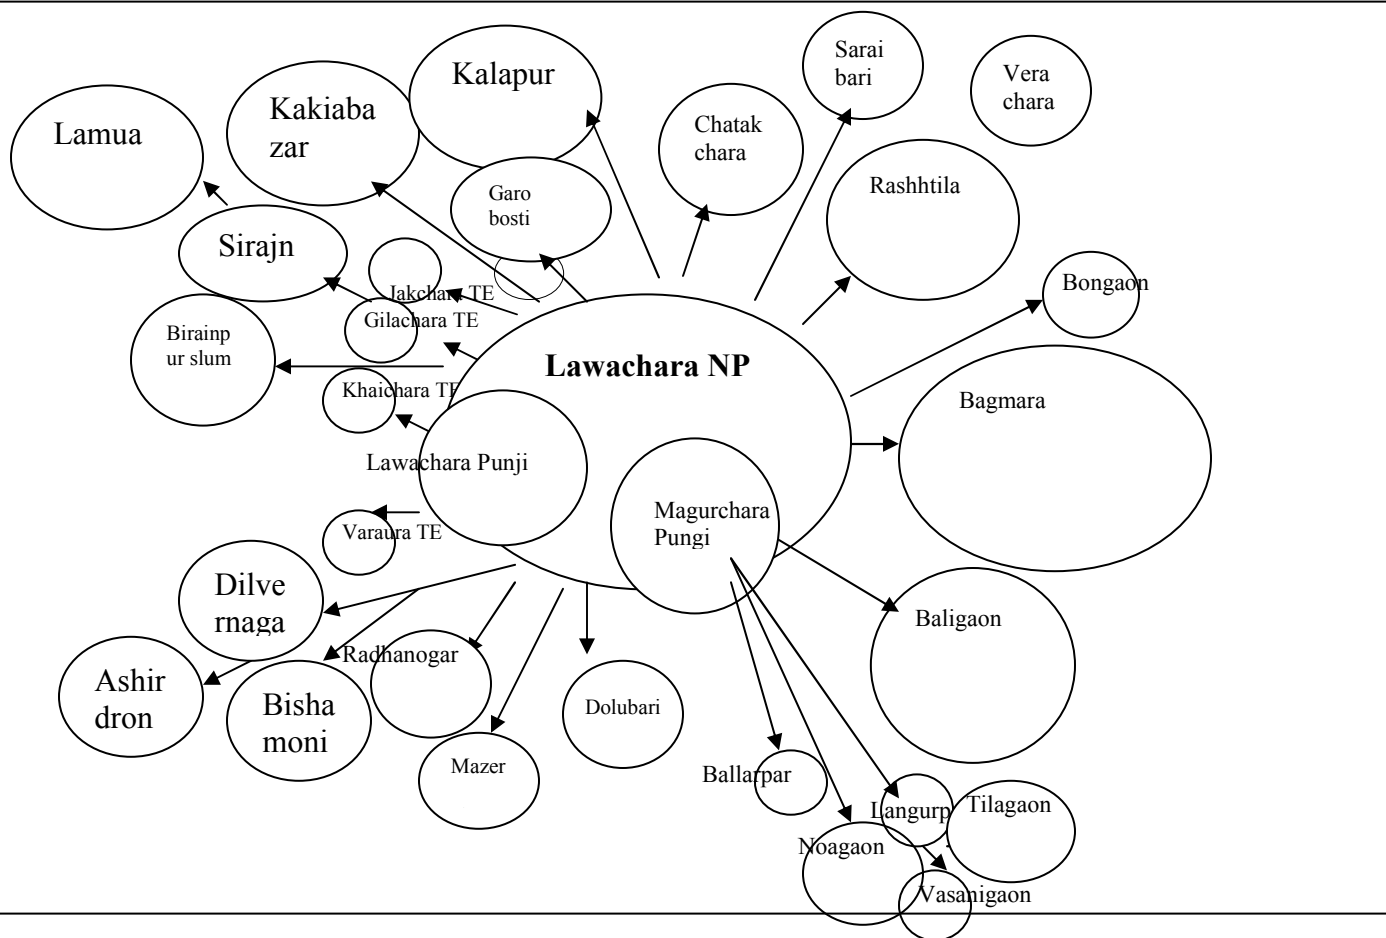 Sarai
bari
Vera
chara
Kalapur
Kakiaba
zar
Lamua
Chatak
chara
Rashhtila
Garo
bosti
Sirajn
Bongaon
Jakchara TE
Gilachara TE
Birainp
ur slum
Lawachara NP
Khaichara TE
Bagmara
Lawachara Punji
Magurchara
Pungi
Varaura TE
Dilve
rnaga
Baligaon
Radhanogar
Ashir
dron
Bisha
moni
Dolubari
Mazer
Ballarpar
Langurp
Tilagaon
Noagaon
Vasanigaon